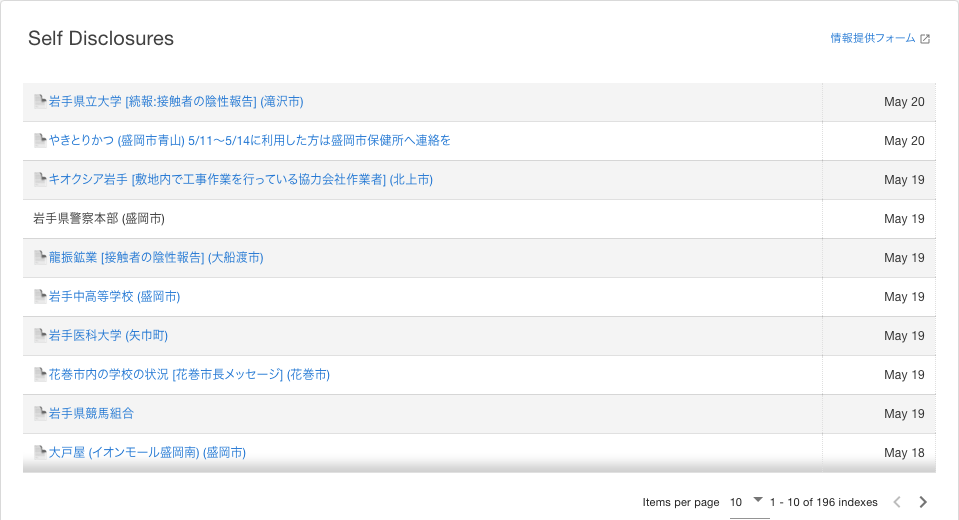 Self Disclosures
情報提供フォーム
岩手県立大学 [続報:接触者の陰性報告] (滝沢市) May 20
やきとりかつ (盛岡市青山) 5/11〜5/14に利用した方は盛岡市保健所へ連絡を May 20
キオクシア岩手 [敷地内で工事作業を行っている協力会社作業者] (北上市) May 19
岩手県警察本部 (盛岡市) May 19
龍振鉱業 [接触者の陰性報告] (大船渡市) May 19
岩手中高等学校 (盛岡市) May 19
岩手医科大学 (矢巾町) May 19
花巻市内の学校の状況 [花巻市長メッセージ] (花巻市) May 19
岩手県競馬組合 May 19
大戸屋 (イオンモール盛岡南) (盛岡市) May 18
Items per page 10 1 - 10 of 196 indexes